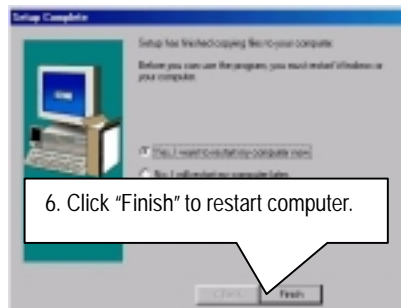 Setup Complete
Setup has finished copying files to your computer.
Before you can use the program, you must restart Windows or
your computer.
Yes, I want to restart my computer now.
No, I will restart my computer later.
6. Click “Finish” to restart computer.
< Back
Finish